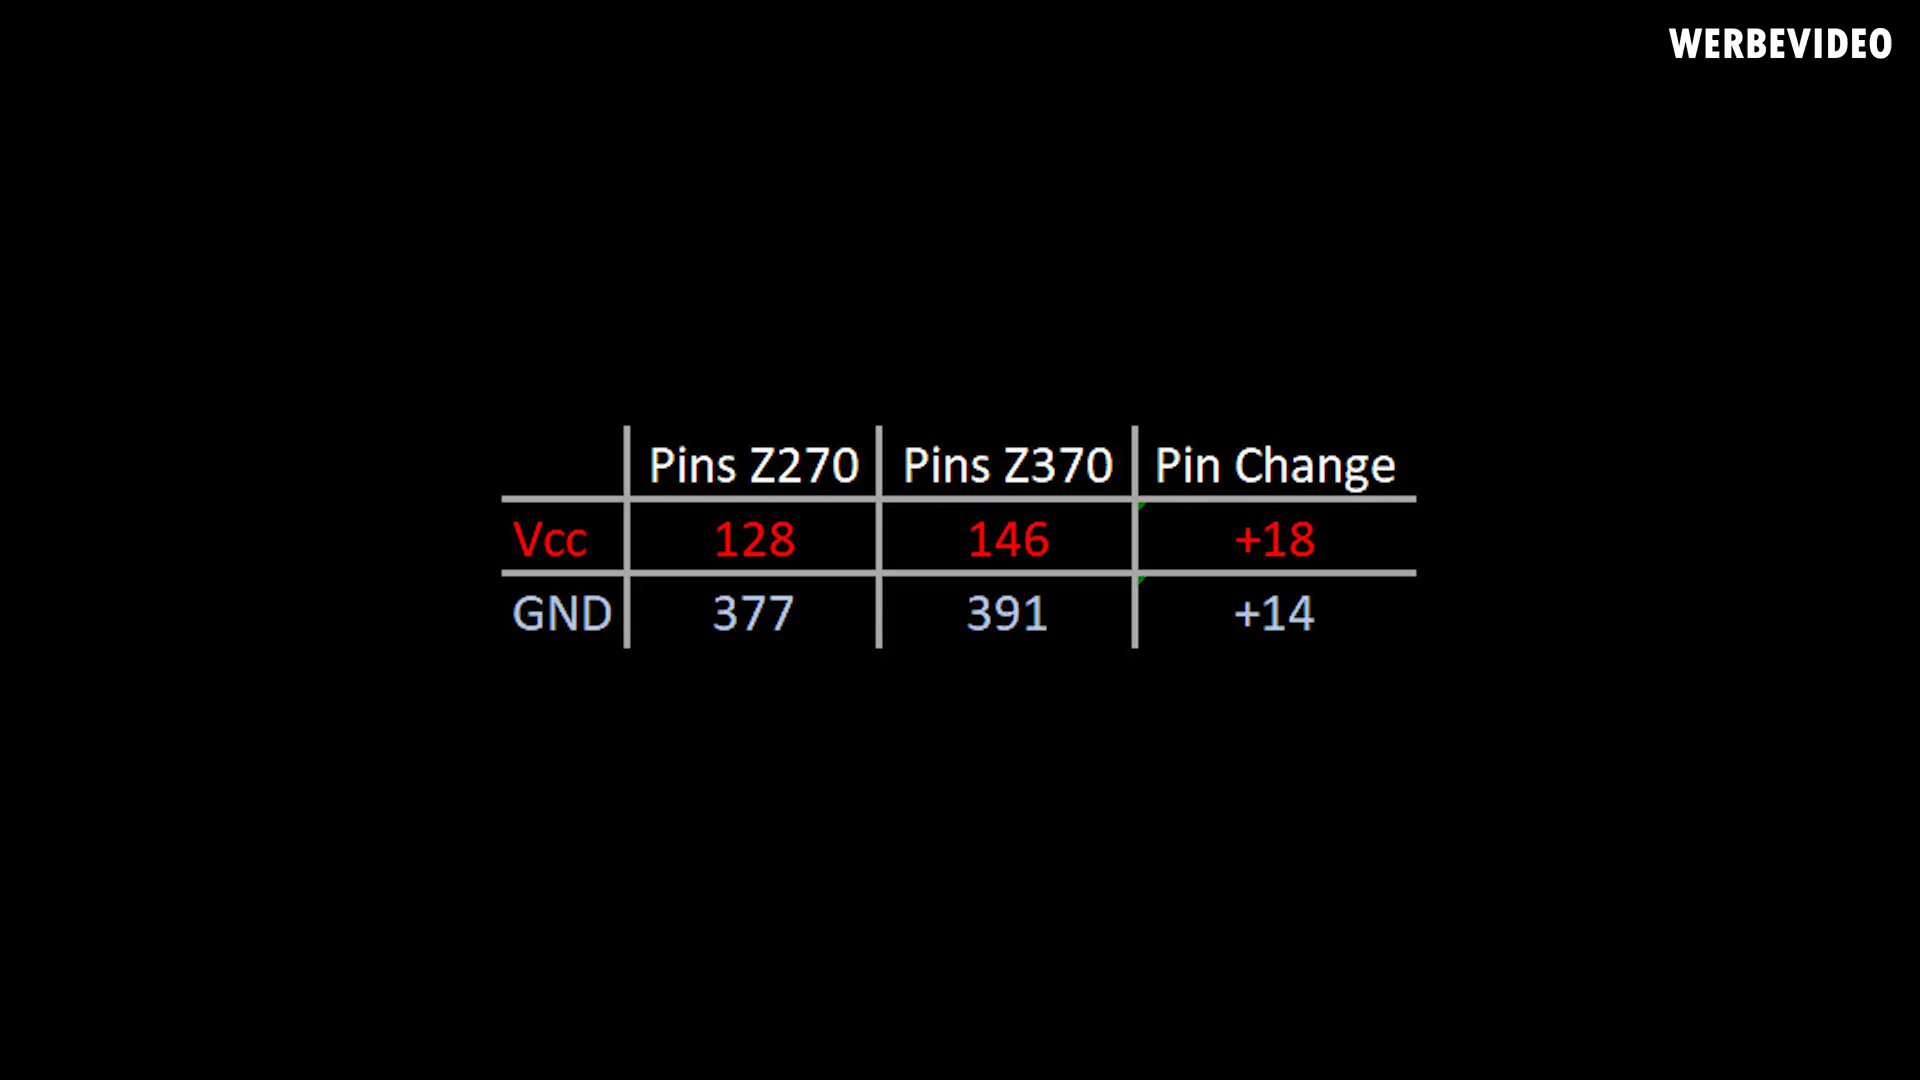 WERBEVIDEO
Pins Z270 Pins Z370 Pin Change
Vcc 128 146 +18
GND 377 391 +14